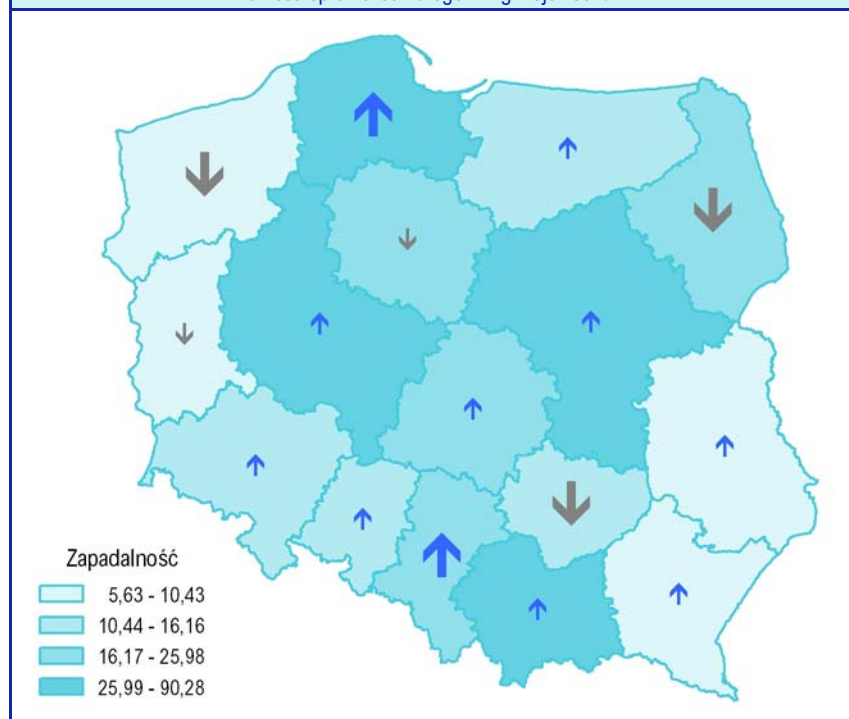 Zapadalność
5,63 - 10,43
10,44 - 16,16
16,17 - 25,98
25,99 - 90,28